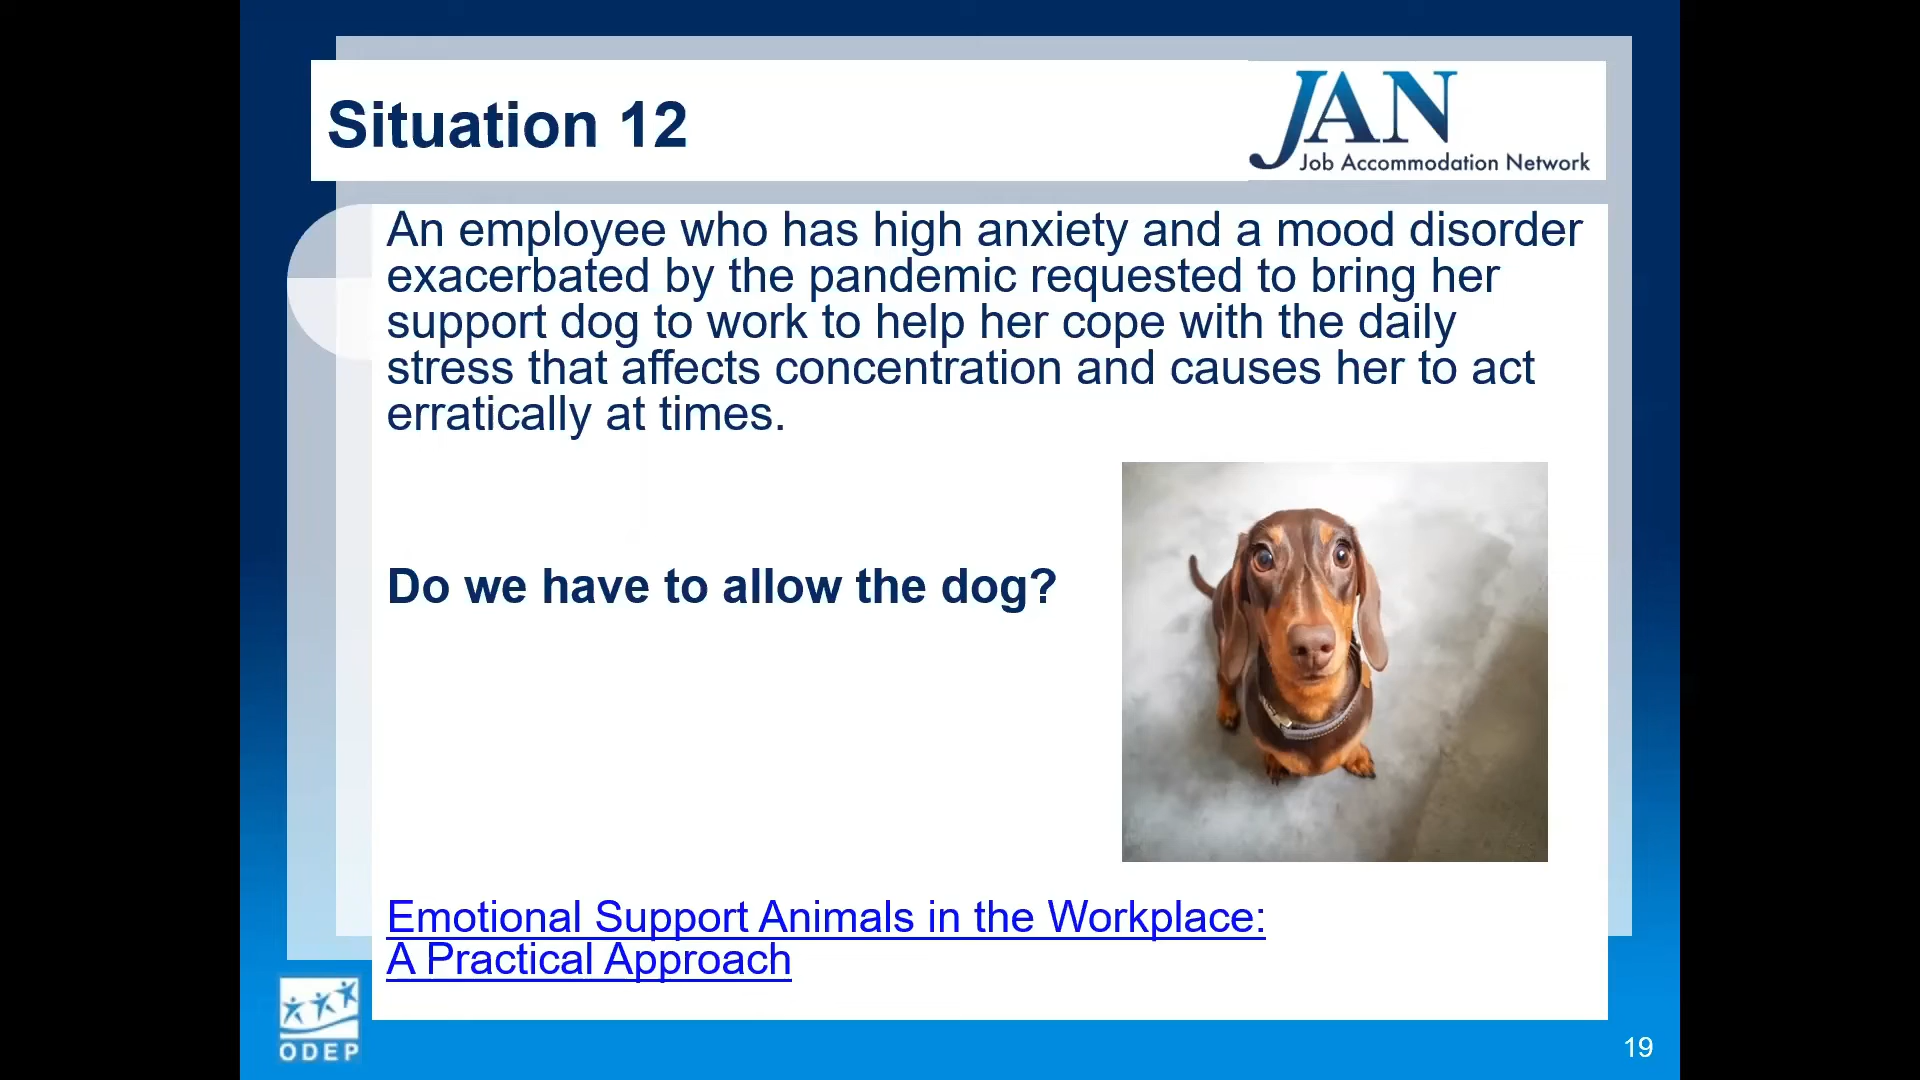 Situation 12
JAN
Job Accommodation Network
An employee who has high anxiety and a mood disorder
exacerbated by the pandemic requested to bring her
support dog to work to help her cope with the daily
stress that affects concentration and causes her to act
erratically at times.
Do we have to allow the dog?
Emotional Support Animals in the Workplace:
A Practical Approach
ODEP
19